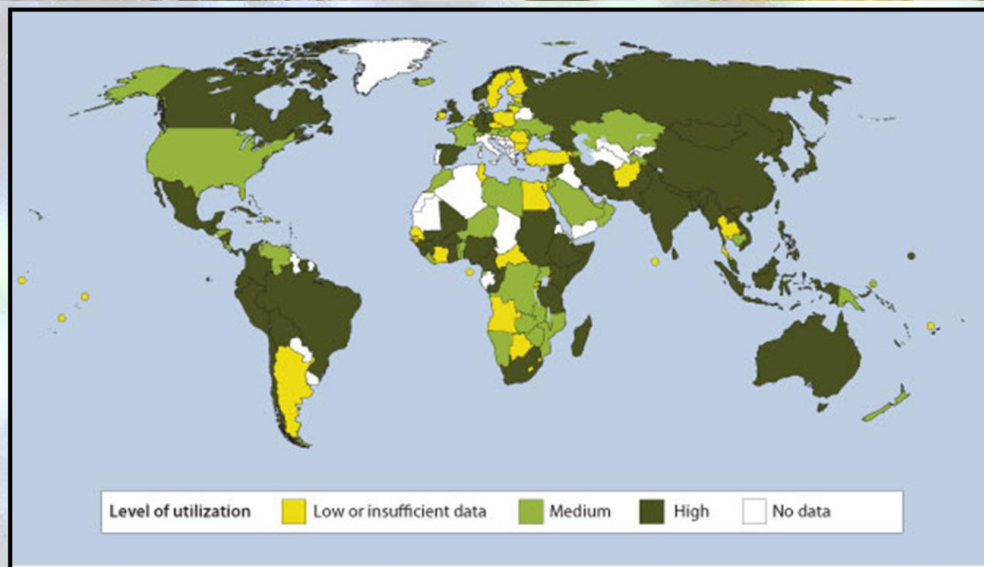 Level of utilization Low or insufficient data Medium High No data